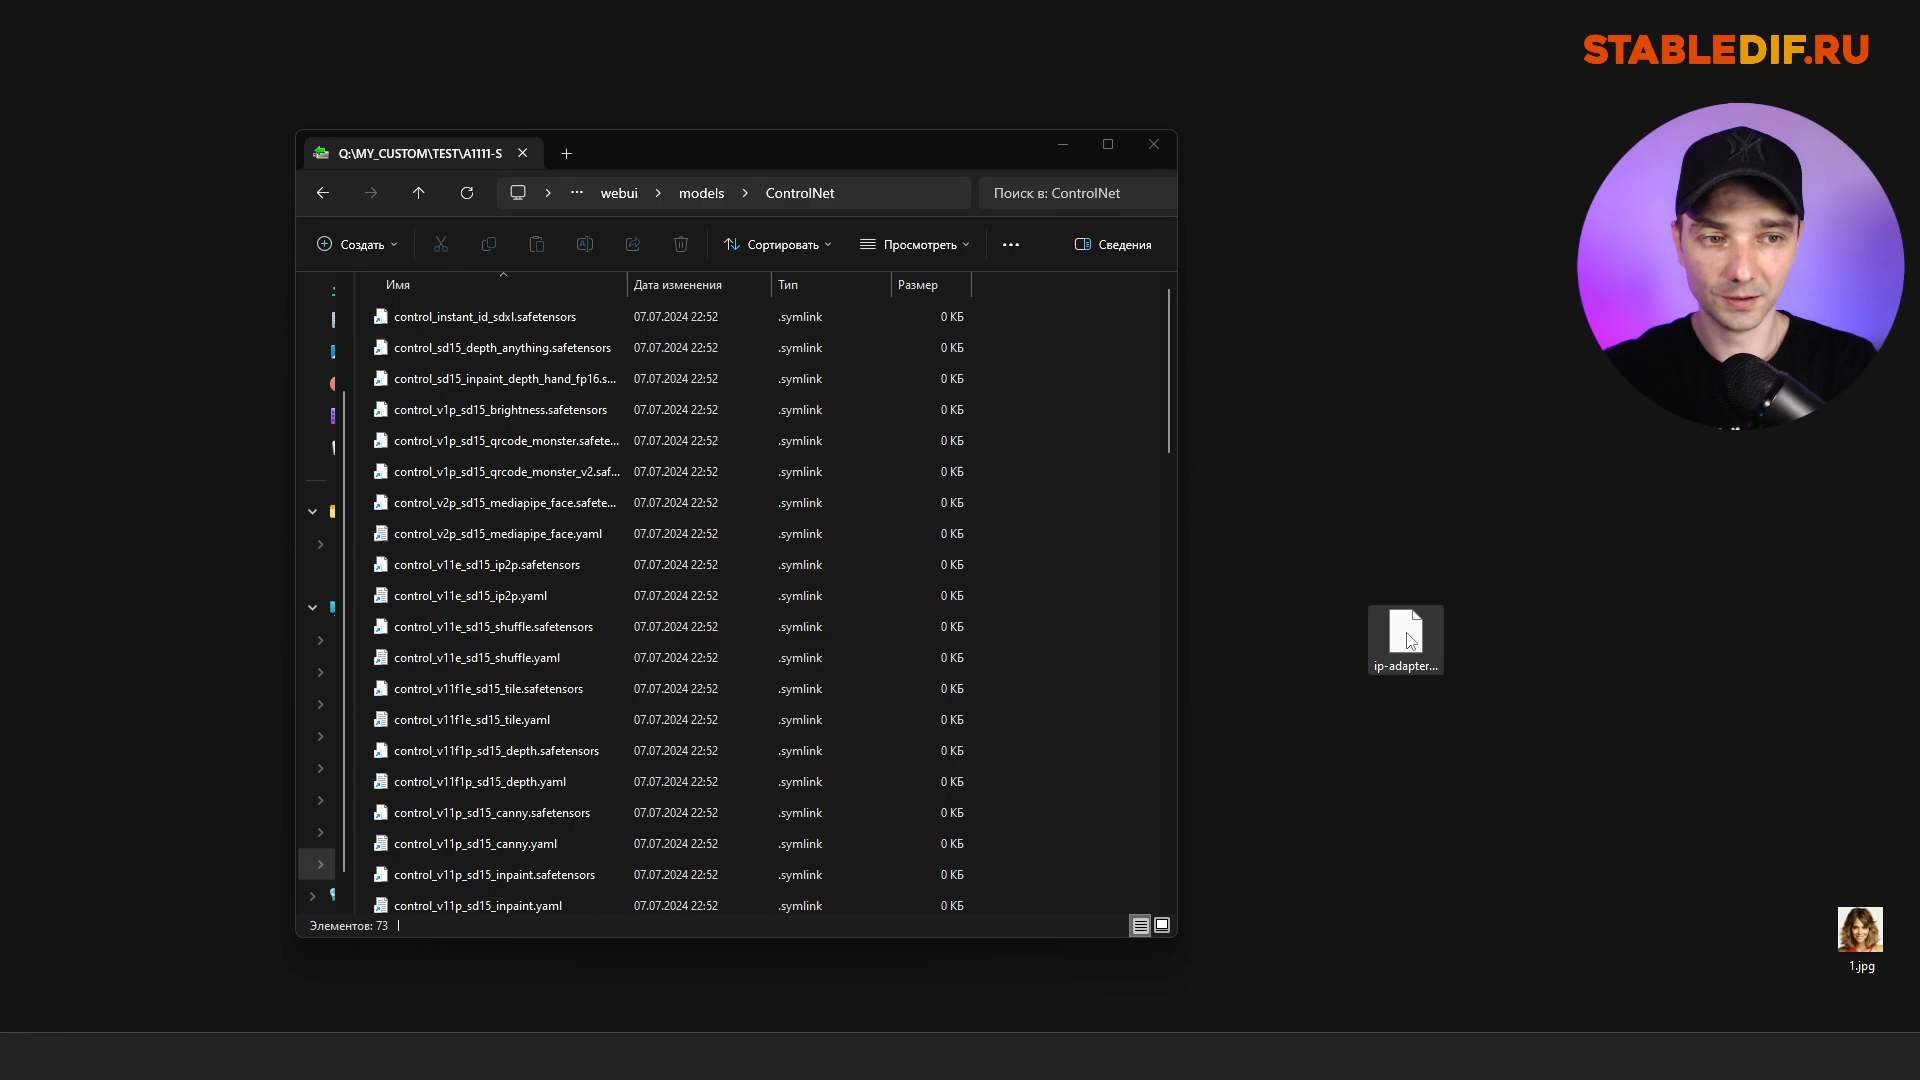 STABLEDIF.RU
Q:\MY_CUSTOM\TEST\A1111-S
webui
models
ControlNet
Поиск в: ControlNet
Создать
Сортировать
Просмотреть
Сведения
Имя Дата изменения Тип Размер
control_instant_id_sdxl.safetensors 07.07.2024 22:52 .symlink 0 КБ
control_sd15_depth_anything.safetensors 07.07.2024 22:52 .symlink 0 КБ
control_sd15_inpaint_depth_hand_fp16.s... 07.07.2024 22:52 .symlink 0 КБ
control_v1p_sd15_brightness.safetensors 07.07.2024 22:52 .symlink 0 КБ
control_v1p_sd15_qrcode_monster.safete... 07.07.2024 22:52 .symlink 0 КБ
control_v1p_sd15_qrcode_monster_v2.saf... 07.07.2024 22:52 .symlink 0 КБ
control_v2p_sd15_mediapipe_face.safete... 07.07.2024 22:52 .symlink 0 КБ
control_v2p_sd15_mediapipe_face.yaml 07.07.2024 22:52 .symlink 0 КБ
control_v11e_sd15_ip2p.safetensors 07.07.2024 22:52 .symlink 0 КБ
control_v11e_sd15_ip2p.yaml 07.07.2024 22:52 .symlink 0 КБ
control_v11e_sd15_shuffle.safetensors 07.07.2024 22:52 .symlink 0 КБ
control_v11e_sd15_shuffle.yaml 07.07.2024 22:52 .symlink 0 КБ
control_v11f1e_sd15_tile.safetensors 07.07.2024 22:52 .symlink 0 КБ
control_v11f1e_sd15_tile.yaml 07.07.2024 22:52 .symlink 0 КБ
control_v11f1p_sd15_depth.safetensors 07.07.2024 22:52 .symlink 0 КБ
control_v11f1p_sd15_depth.yaml 07.07.2024 22:52 .symlink 0 КБ
control_v11p_sd15_canny.safetensors 07.07.2024 22:52 .symlink 0 КБ
control_v11p_sd15_canny.yaml 07.07.2024 22:52 .symlink 0 КБ
control_v11p_sd15_inpaint.safetensors 07.07.2024 22:52 .symlink 0 КБ
control_v11p_sd15_inpaint.yaml 07.07.2024 22:52 .symlink 0 КБ
Элементов: 73
ip-adapter...
1.jpg